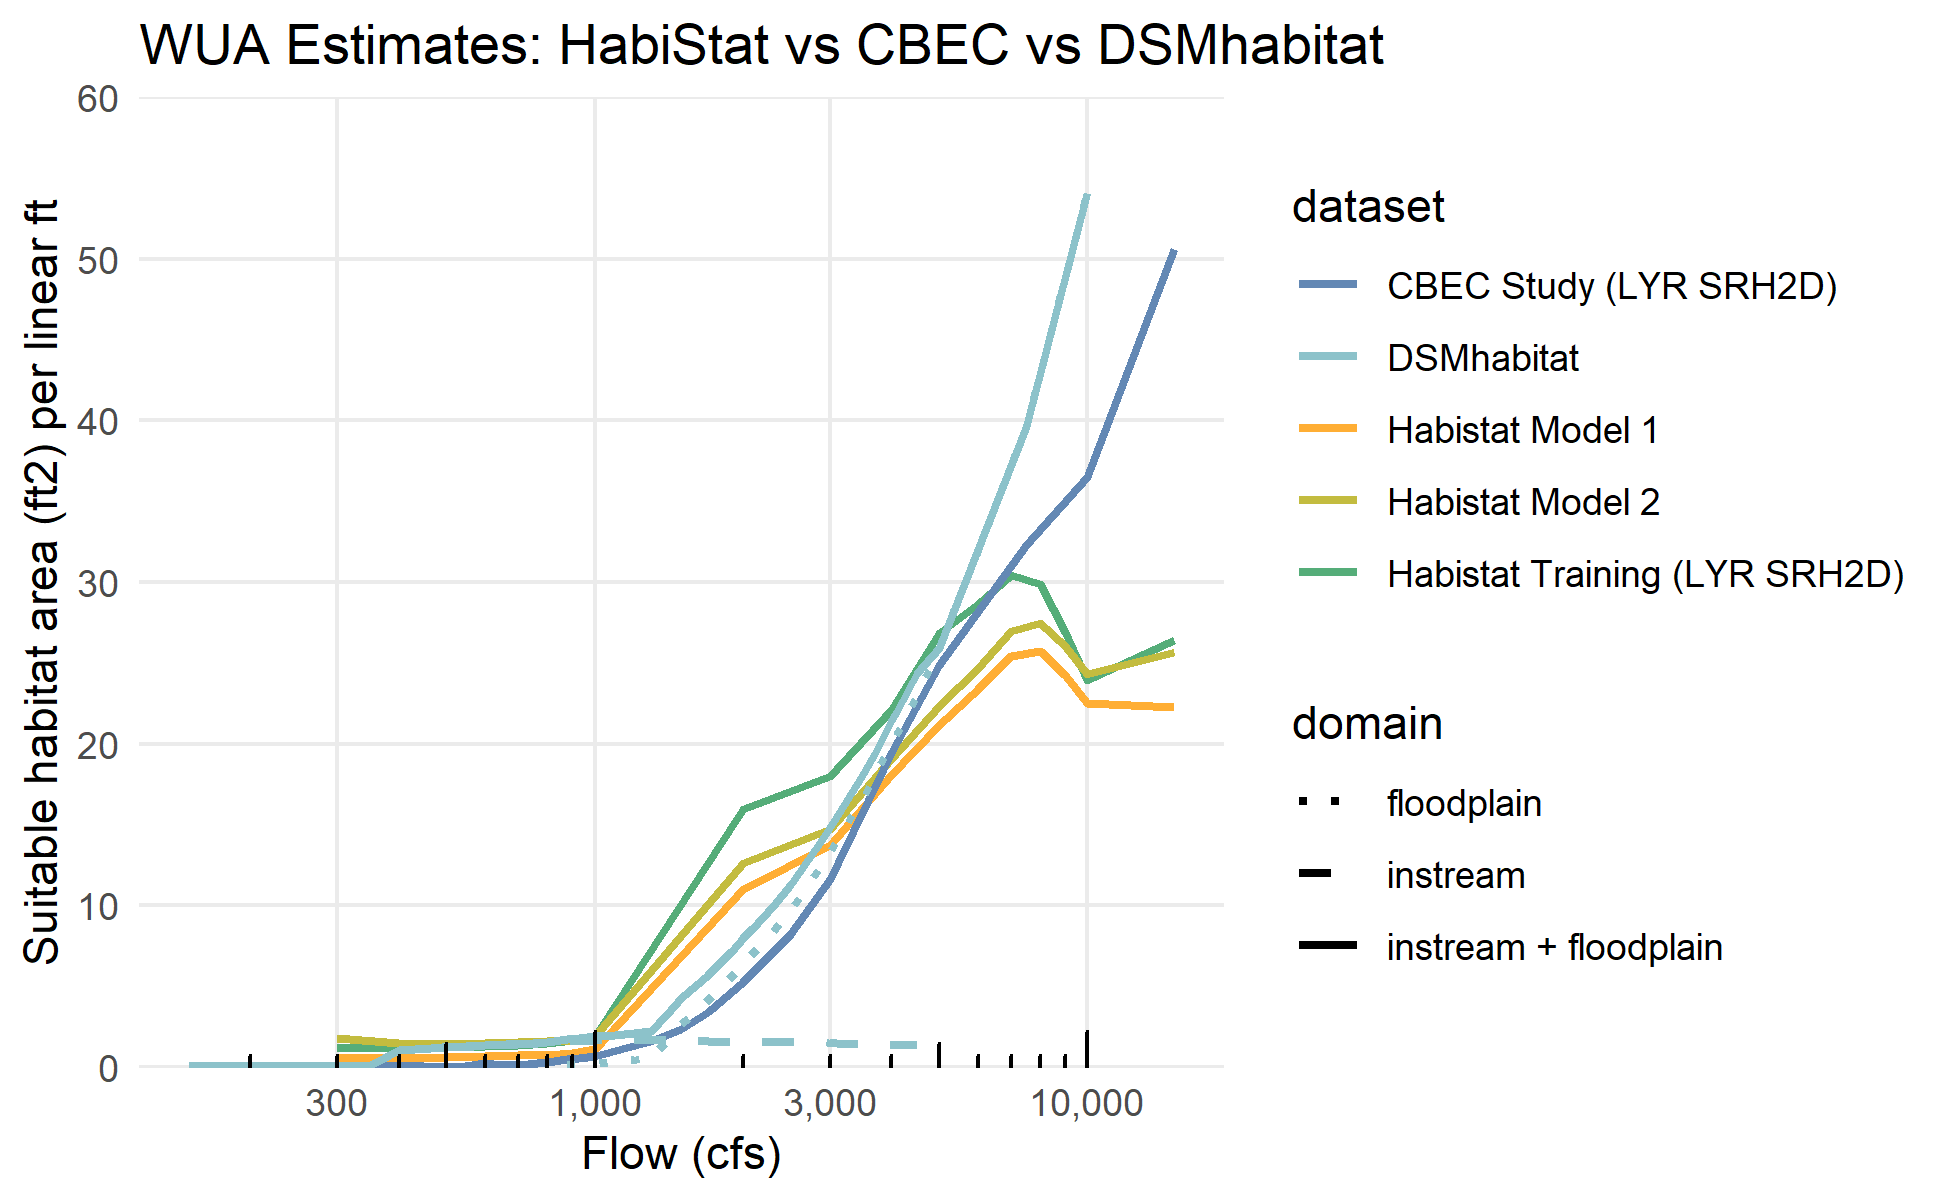 WUA Estimates: HabiStat vs CBEC vs DSMhabitat
Suitable habitat area (ft2) per linear ft
60
50
40
30
20
10
0
300
1,000
3,000
10,000
Flow (cfs)
dataset
CBEC Study (LYR SRH2D)
DSMhabitat
Habistat Model 1
Habistat Model 2
Habistat Training (LYR SRH2D)
domain
floodplain
instream
instream + floodplain